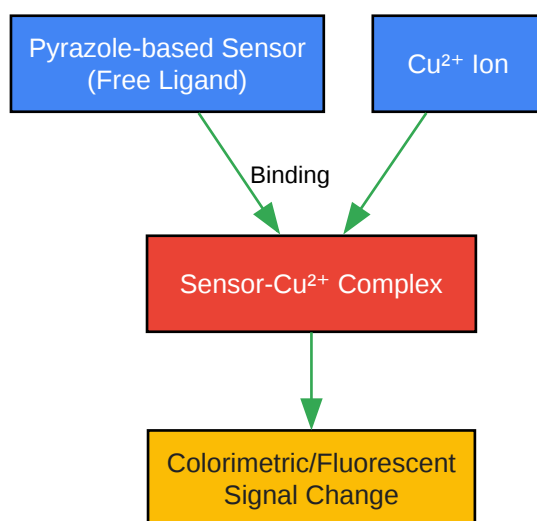 Pyrazole-based Sensor
(Free Ligand)
Cu²⁺ Ion
Binding
Sensor-Cu²⁺ Complex
Colorimetric/Fluorescent
Signal Change